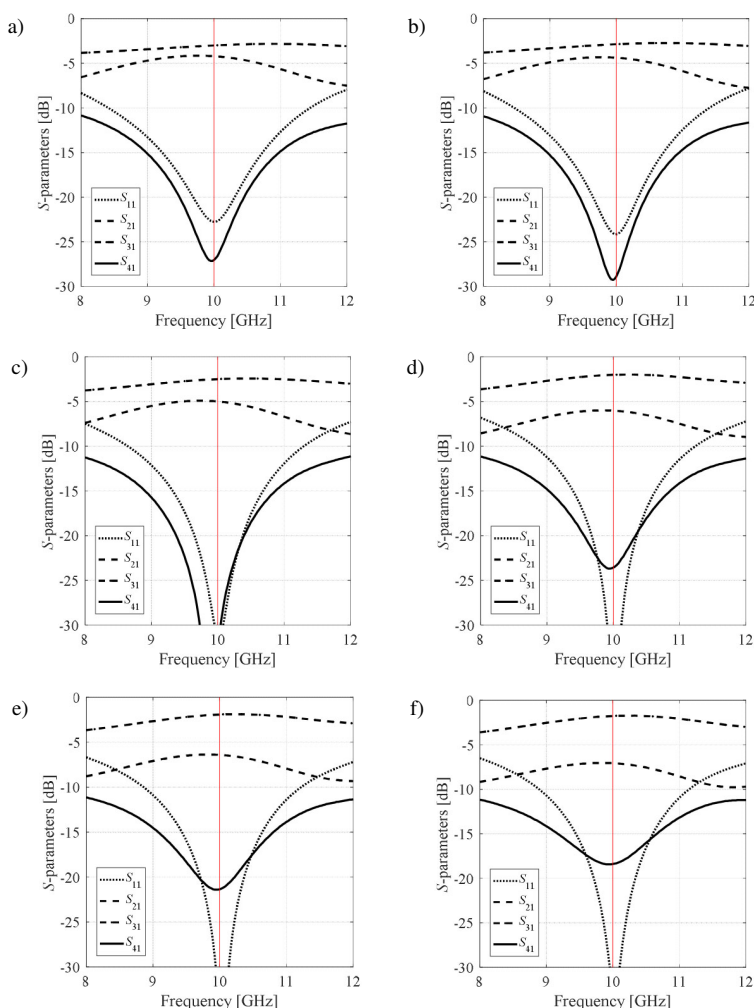 a)
0
-5
-10
-15
-20
-25
-30
S-parameters [dB]
S11
S21
S31
S41
8 9 10 11 12
Frequency [GHz]
b)
0
-5
-10
-15
-20
-25
-30
S-parameters [dB]
S11
S21
S31
S41
8 9 10 11 12
Frequency [GHz]
c)
0
-5
-10
-15
-20
-25
-30
S-parameters [dB]
S11
S21
S31
S41
8 9 10 11 12
Frequency [GHz]
d)
0
-5
-10
-15
-20
-25
-30
S-parameters [dB]
S11
S21
S31
S41
8 9 10 11 12
Frequency [GHz]
e)
0
-5
-10
-15
-20
-25
-30
S-parameters [dB]
S11
S21
S31
S41
8 9 10 11 12
Frequency [GHz]
f)
0
-5
-10
-15
-20
-25
-30
S-parameters [dB]
S11
S21
S31
S41
8 9 10 11 12
Frequency [GHz]